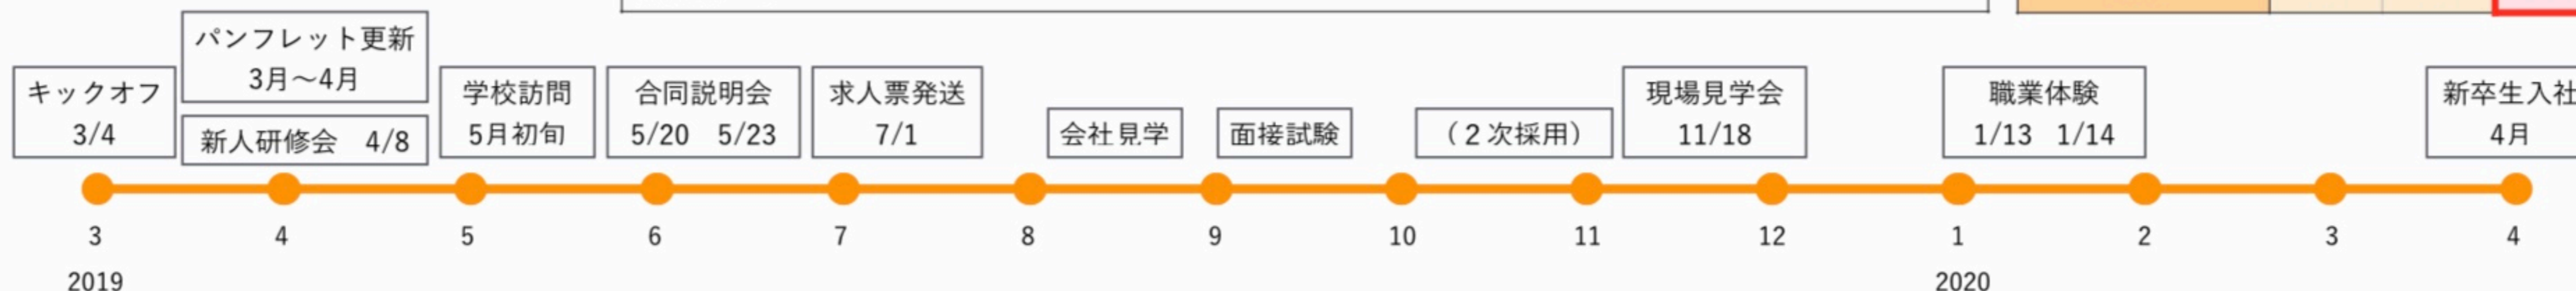 キックオフ
3/4
パンフレット更新
3月～4月
新人研修会　4/8
学校訪問
5月初旬
合同説明会
5/20　5/23
求人票発送
7/1
会社見学
面接試験
（２次採用）
現場見学会
11/18
職業体験
1/13　1/14
新卒生入社
4月
3 4 5 6 7 8 9 10 11 12 1 2 3 4
2019 2020